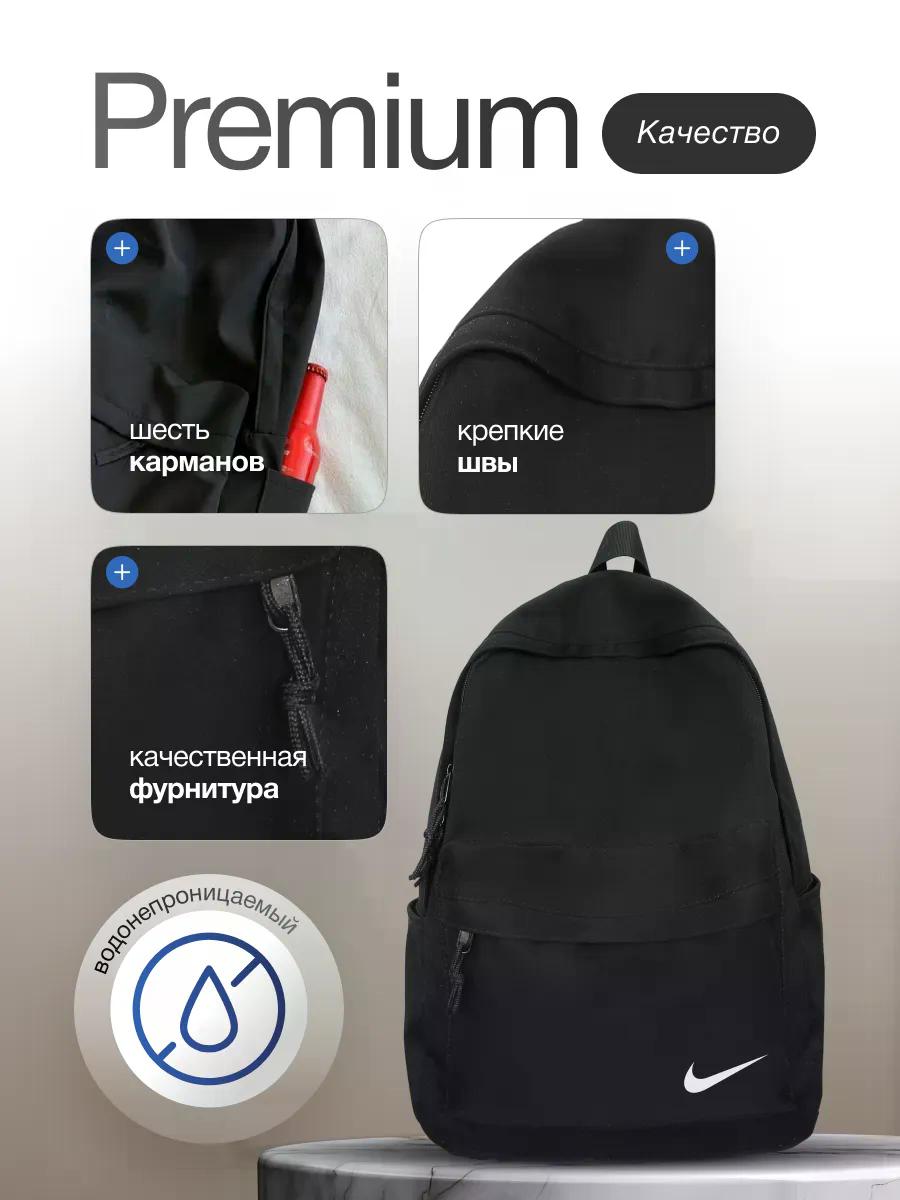 Premium
Качество
шесть
карманов
крепкие
швы
качественная
фурнитура
водонепроницаемый